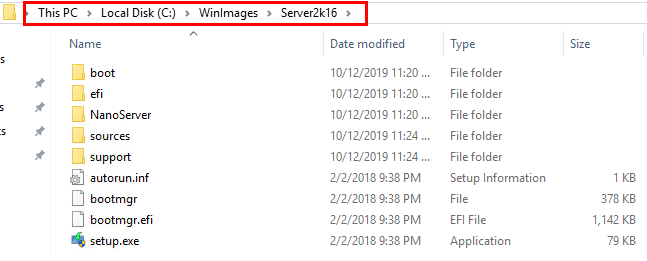 This PC > Local Disk (C:) > WinImages > Server2k16 >
Name Date modified Type Size
boot 10/12/2019 11:20 ... File folder
efi 10/12/2019 11:20 ... File folder
NanoServer 10/12/2019 11:20 ... File folder
sources 10/12/2019 11:24 ... File folder
support 10/12/2019 11:24 ... File folder
autorun.inf 2/2/2018 9:38 PM Setup Information 1 KB
bootmgr 2/2/2018 9:38 PM File 378 KB
bootmgr.efi 2/2/2018 9:38 PM EFI File 1,142 KB
setup.exe 2/2/2018 9:38 PM Application 79 KB